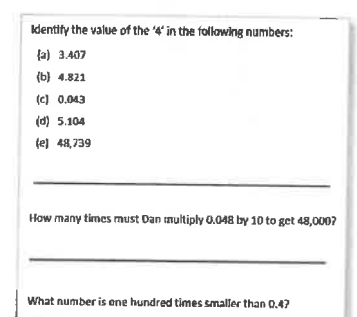 Identify the value of the '4' in the following numbers:
(a) 3.407
(b) 4.821
(c) 0.043
(d) 5.104
(e) 48,739
How many times must Dan multiply 0.048 by 10 to get 48,000?
What number is one hundred times smaller than 0.4?